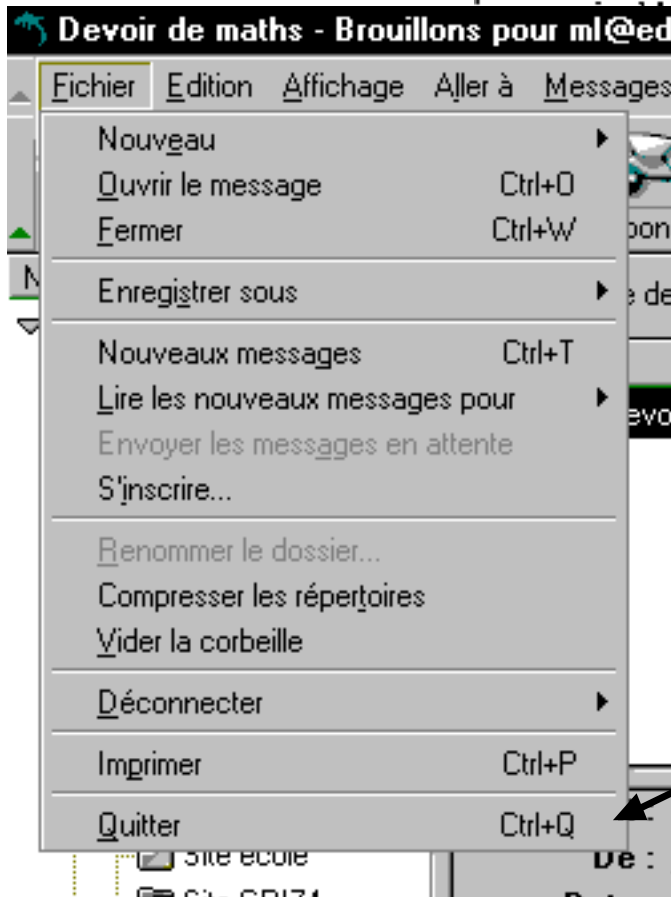 Devoir de maths - Brouillons pour ml@ed
Fichier Edition Affichage Aller à Messages
Nouveau
Ouvrir le message Ctrl+O
Fermer Ctrl+W
Enregistrer sous
Nouveaux messages Ctrl+T
Lire les nouveaux messages pour
Envoyer les messages en attente
S'inscrire...
Renommer le dossier...
Compresser les répertoires
Vider la corbeille
Déconnecter
Imprimer Ctrl+P
Quitter Ctrl+Q
Site école
De :